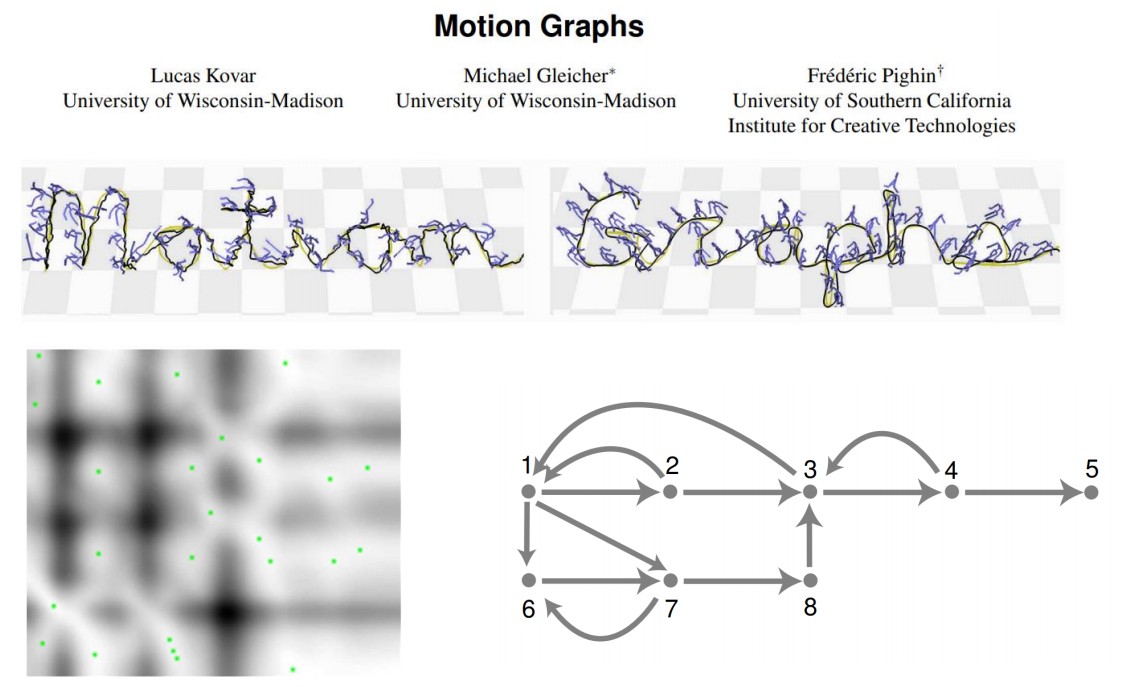 Motion Graphs
Lucas Kovar
University of Wisconsin-Madison
Michael Gleicher*
University of Wisconsin-Madison
Frédéric Pighin†
University of Southern California
Institute for Creative Technologies
Motion Graphs
1 2 3 4 5
6 7 8